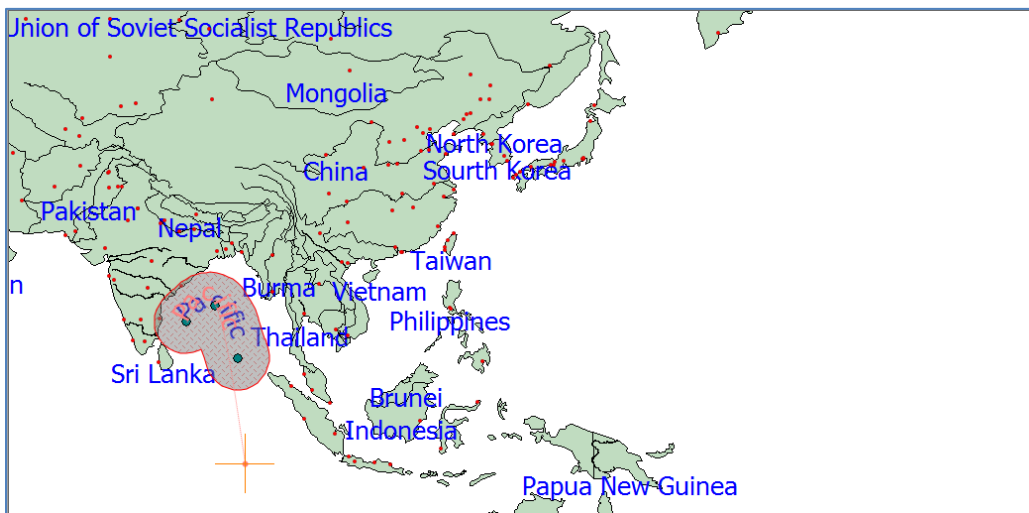 Union of Soviet Socialist Republics
Mongolia
North Korea
China
Sourth Korea
Pakistan
Nepal
Taiwan
n
Burma
Vietnam
Pacific
Philippines
Thailand
Sri Lanka
Brunei
Indonesia
Papua New Guinea